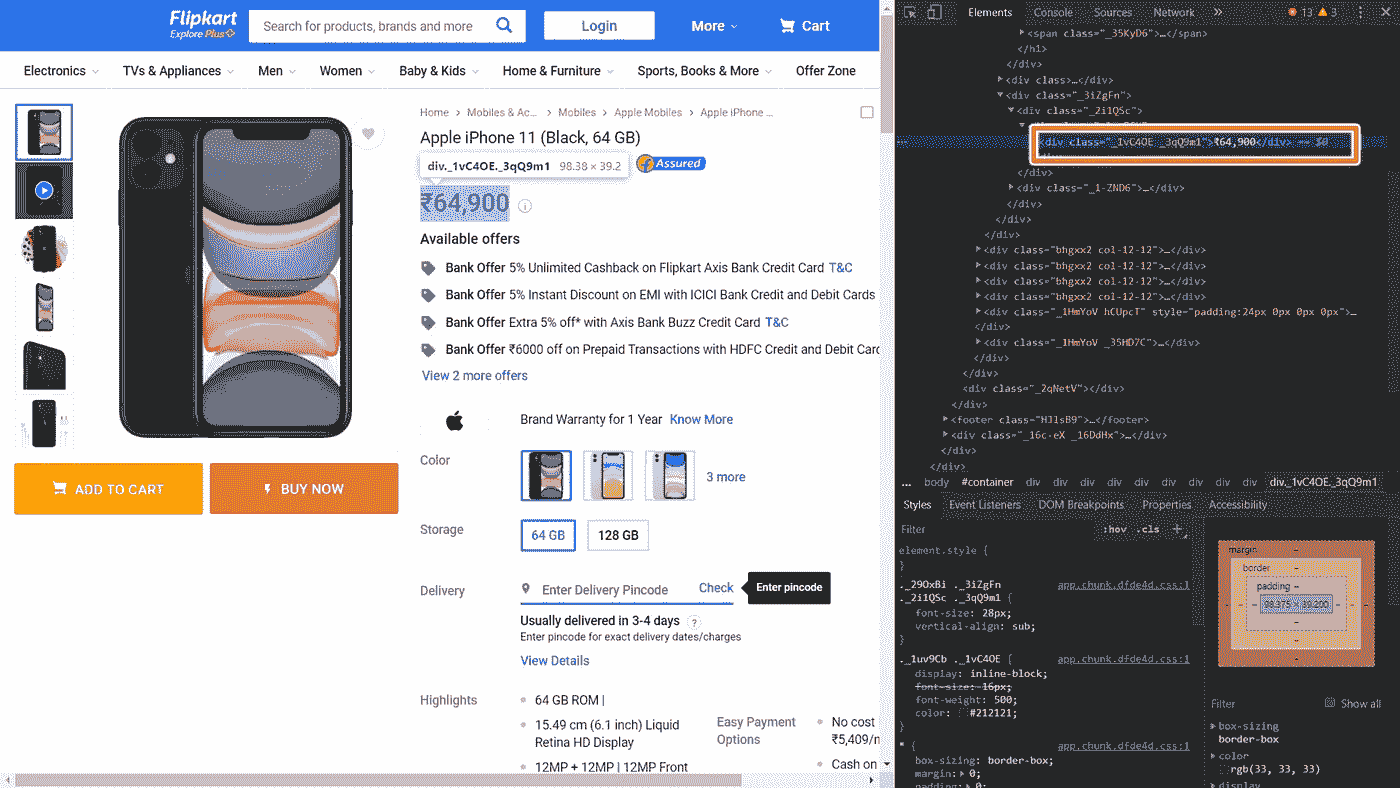 Flipkart
Explore Plus
Search for products, brands and more
Login
More
Cart
Electronics
TVs & Appliances
Men
Women
Baby & Kids
Home & Furniture
Sports, Books & More
Offer Zone
Home > Mobiles & Ac... > Mobiles > Apple Mobiles > Apple iPhone ...
Apple iPhone 11 (Black, 64 GB)
div._1vC4OE._3qQ9m1 98.38 × 39.2
Assured
₹64,900
Available offers
Bank Offer 5% Unlimited Cashback on Flipkart Axis Bank Credit Card T&C
Bank Offer 5% Instant Discount on EMI with ICICI Bank Credit and Debit Cards
Bank Offer Extra 5% off* with Axis Bank Buzz Credit Card T&C
Bank Offer ₹6000 off on Prepaid Transactions with HDFC Credit and Debit Card
View 2 more offers
Brand Warranty for 1 Year Know More
Color
3 more
ADD TO CART
BUY NOW
Storage
64 GB
128 GB
Delivery
Enter Delivery Pincode
Check
Enter pincode
Usually delivered in 3-4 days ?
Enter pincode for exact delivery dates/charges
View Details
Highlights
64 GB ROM |
15.49 cm (6.1 inch) Liquid
Retina HD Display
12MP + 12MP | 12MP Front
Easy Payment
Options
No cost
₹5,409/m
Cash on
Elements
Console
Sources
Network
»
13
3
<span class="_35KyD6">…</span>
</h1>
</div>
<div class>…</div>
<div class="_3iZgFn">
<div class="_2i1QSc">
<div class="_1vC4OE _3qQ9m1">₹64,900</div> == $0
</div>
<div class="_1-ZND6">…</div>
</div>
</div>
</div>
<div class="bhgxx2 col-12-12">…</div>
<div class="bhgxx2 col-12-12">…</div>
<div class="bhgxx2 col-12-12">…</div>
<div class="bhgxx2 col-12-12">…</div>
<div class="_1HmYoV hCUpcT" style="padding:24px 0px 0px 0px">…
</div>
<div class="_1HmYoV _35HD7C">…</div>
</div>
</div>
<div class="_2qNetV"></div>
</div>
<footer class="HJlsB9">…</footer>
<div class="_16c-eX _16DdHx">…</div>
</div>
</div>
... body #container div div div div div div div div div div._1vC4OE._3qQ9m1
Styles
Event Listeners
DOM Breakpoints
Properties
Accessibility
Filter
:hov .cls +
element.style {
}
._29OxBi ._3iZgFn
._2i1QSc ._3qQ9m1 {
app.chunk.dfde4d.css:1
font-size: 28px;
vertical-align: sub;
}
._1uv9Cb ._1vC4OE {
app.chunk.dfde4d.css:1
display: inline-block;
font-size: 16px;
font-weight: 500;
color: #212121;
}
* {
app.chunk.dfde4d.css:1
box-sizing: border-box;
margin: 0;
padding: 0;
margin
border
padding
Filter
Show all
box-sizing
border-box
color
rgb(33, 33, 33)
display